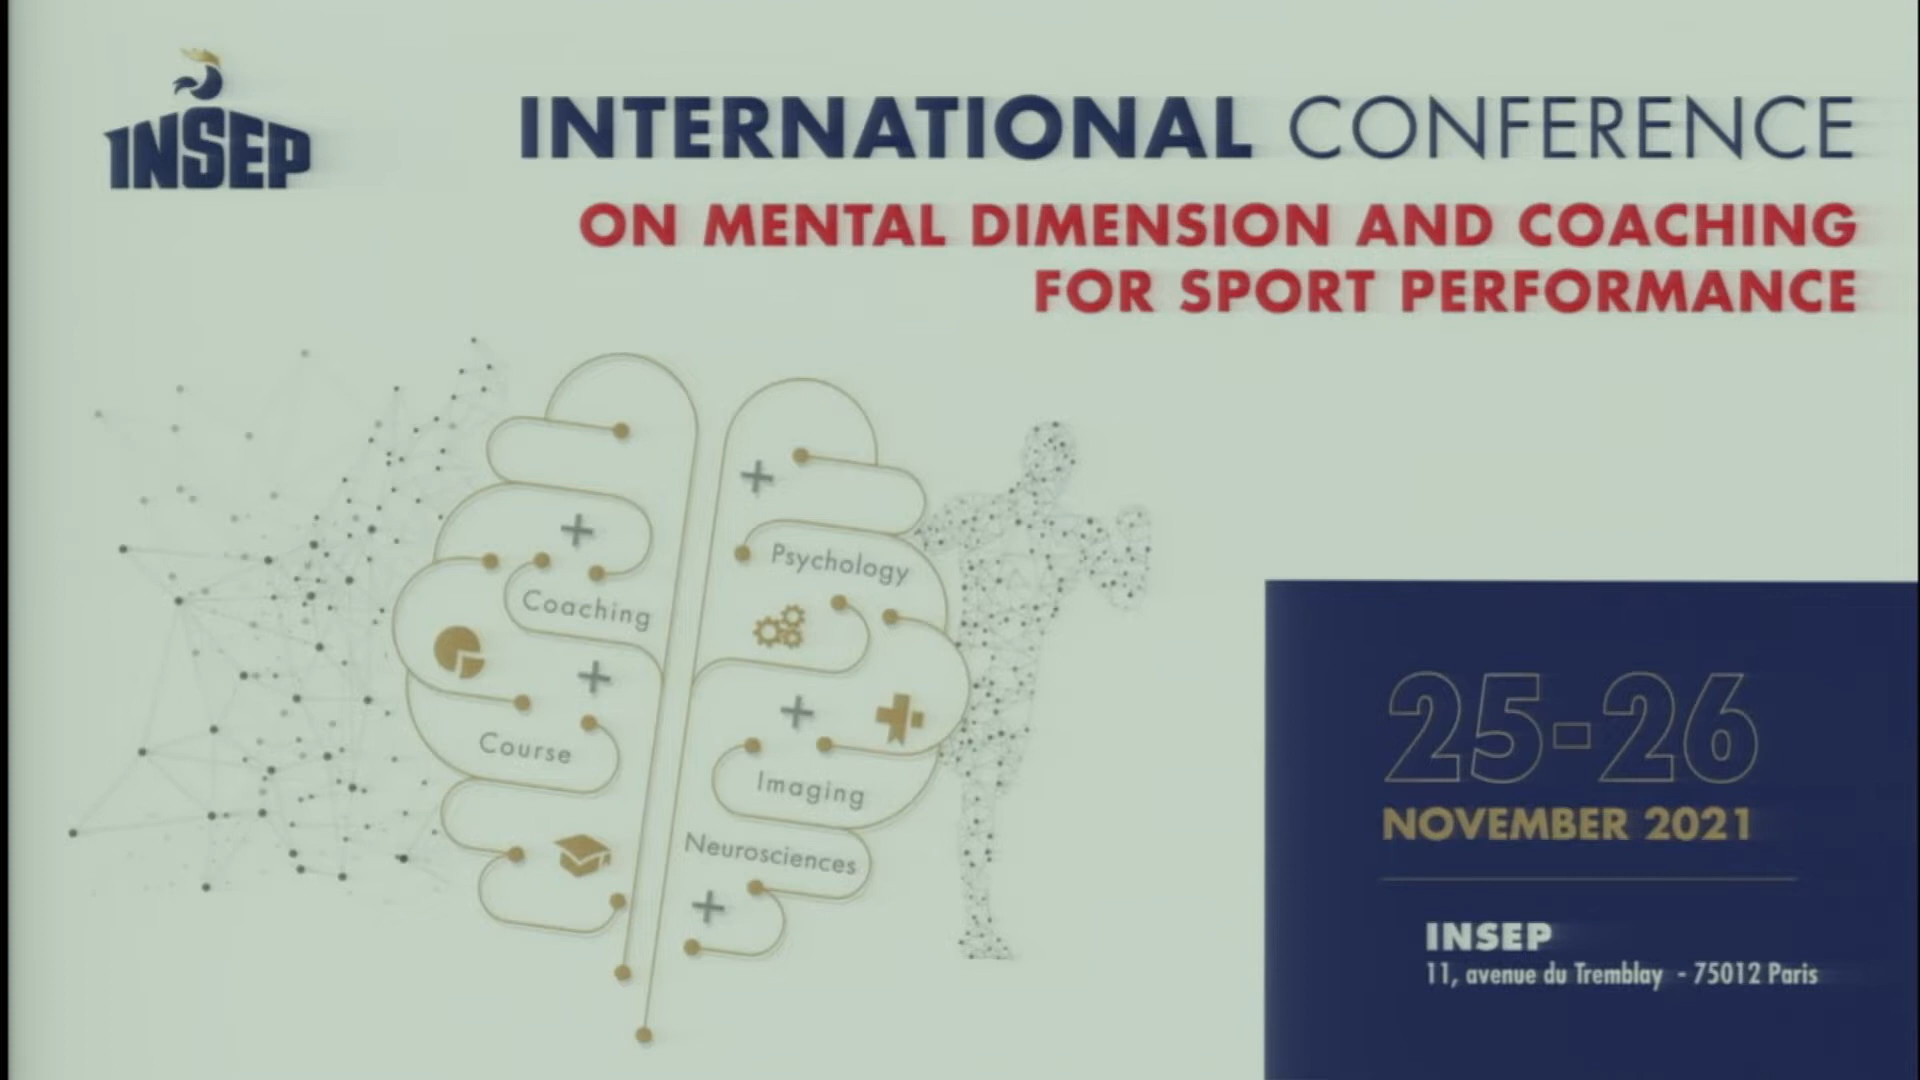 INSEP
INTERNATIONAL CONFERENCE
ON MENTAL DIMENSION AND COACHING
FOR SPORT PERFORMANCE
Psychology
Coaching
Course
Imaging
Neurosciences
25-26
NOVEMBER 2021
INSEP
11, avenue du Tremblay - 75012 Paris